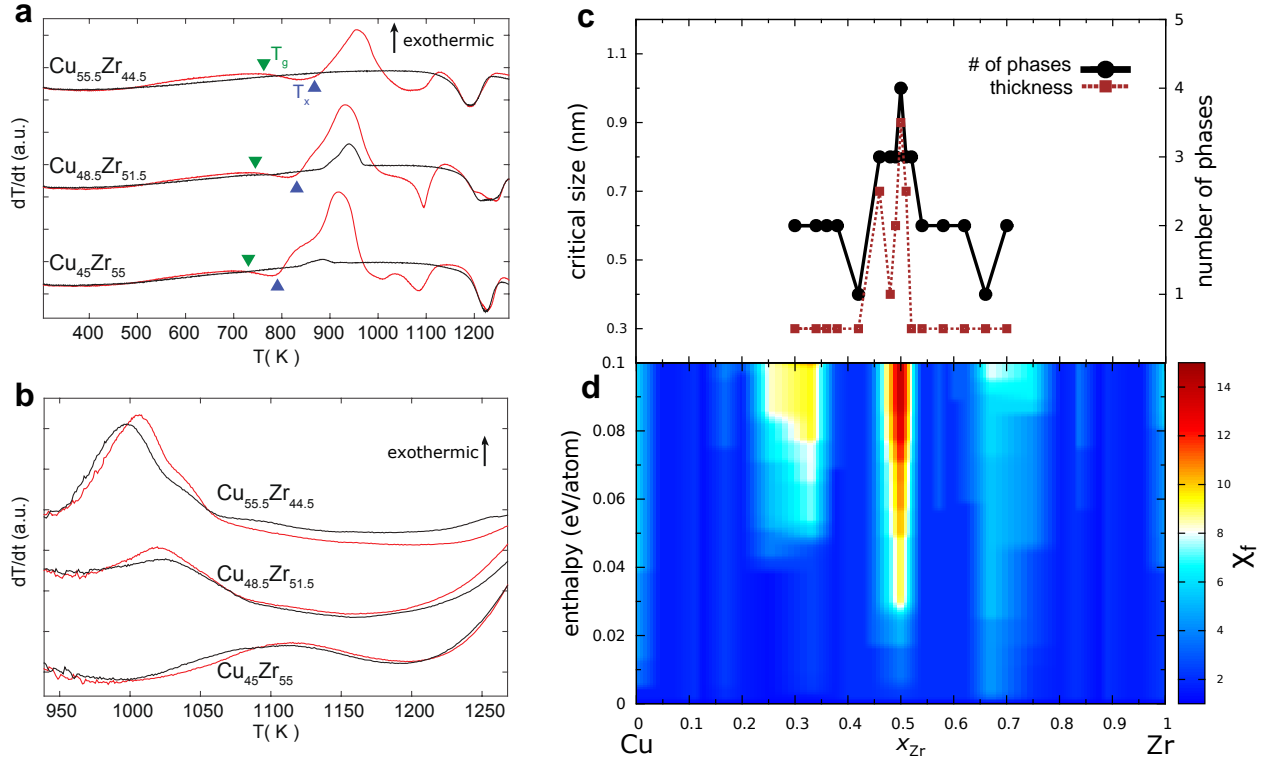 a
exothermic
Tg
Cu55.5Zr44.5
Tx
Cu48.5Zr51.5
Cu45Zr55
dT/dt (a.u.)
400 500 600 700 800 900 1000 1100 1200
T( K )
b
exothermic
Cu55.5Zr44.5
Cu48.5Zr51.5
Cu45Zr55
dT/dt (a.u.)
950 1000 1050 1100 1150 1200 1250
T( K )
c
# of phases
thickness
1.1
0.9
0.7
0.5
0.3
critical size (nm)
5
4
3
2
1
number of phases
d
0.1
0.08
0.06
0.04
0.02
0
enthalpy (eV/atom)
0.0 0.1 0.2 0.3 0.4 0.5 0.6 0.7 0.8 0.9 1
Cu xZr Zr
14
12
10
8
6
4
2
χf